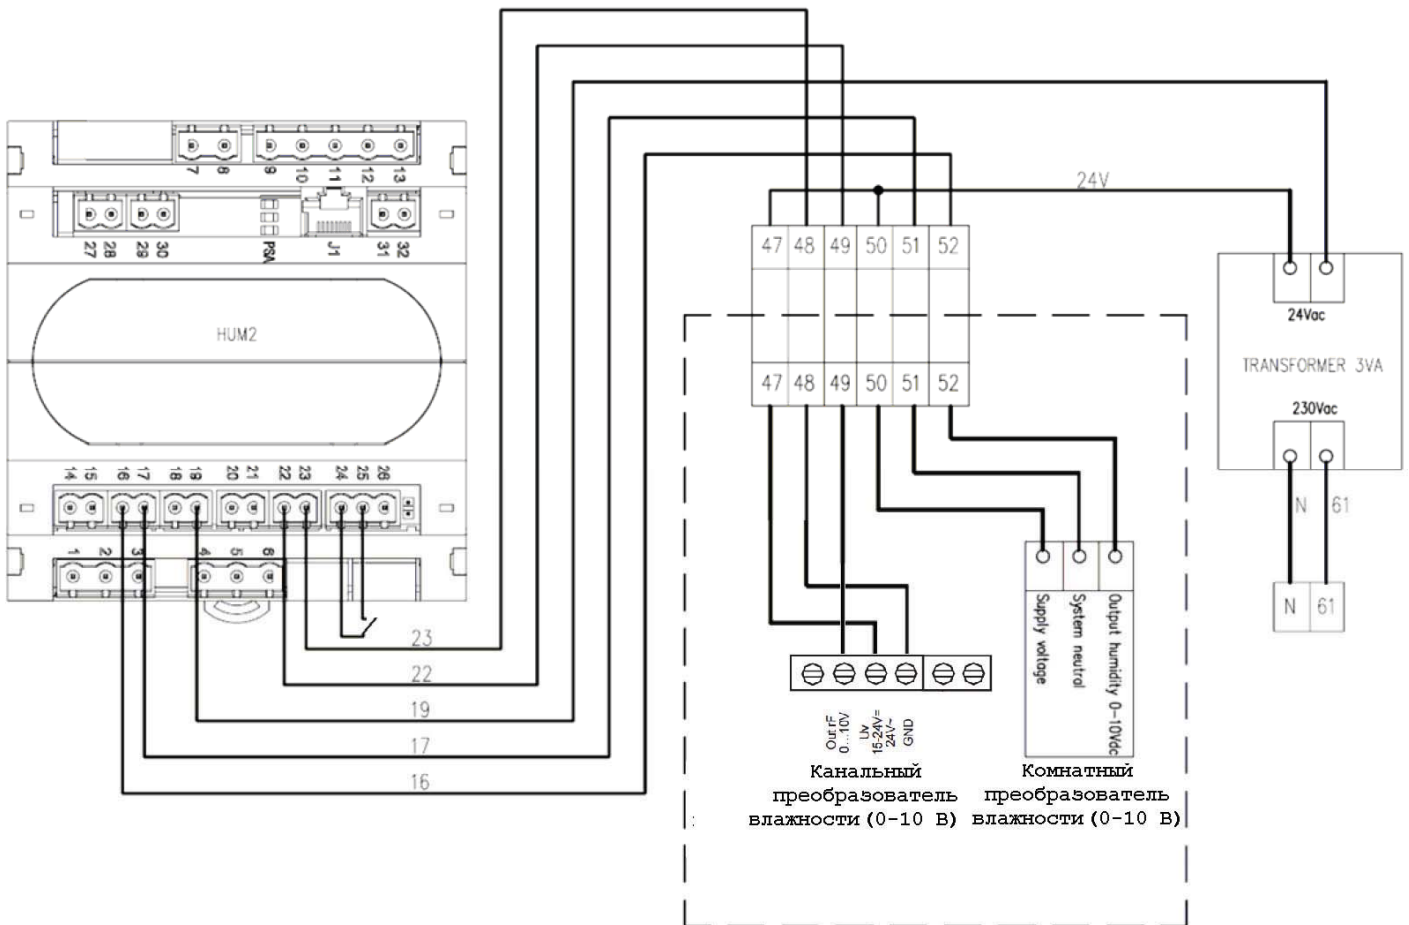 7 8 9 10 11 12 13
27 28 29 30 PSA J1 31 32
HUM2
14 15 16 17 18 19 20 21 22 23 24 25 26
1 2 3 4 5 6
23
22
19
17
16
24V
47 48 49 50 51 52
47 48 49 50 51 52
24Vac
TRANSFORMER 3VA
230Vac
N 61
N 61
Out rF
0...10V
Uv
15-24V=
24V~
GND
Supply voltage
System neutral
Output humidity 0-10Vdc
Канальный
преобразователь
влажности (0-10 В)
Комнатный
преобразователь
влажности (0-10 В)